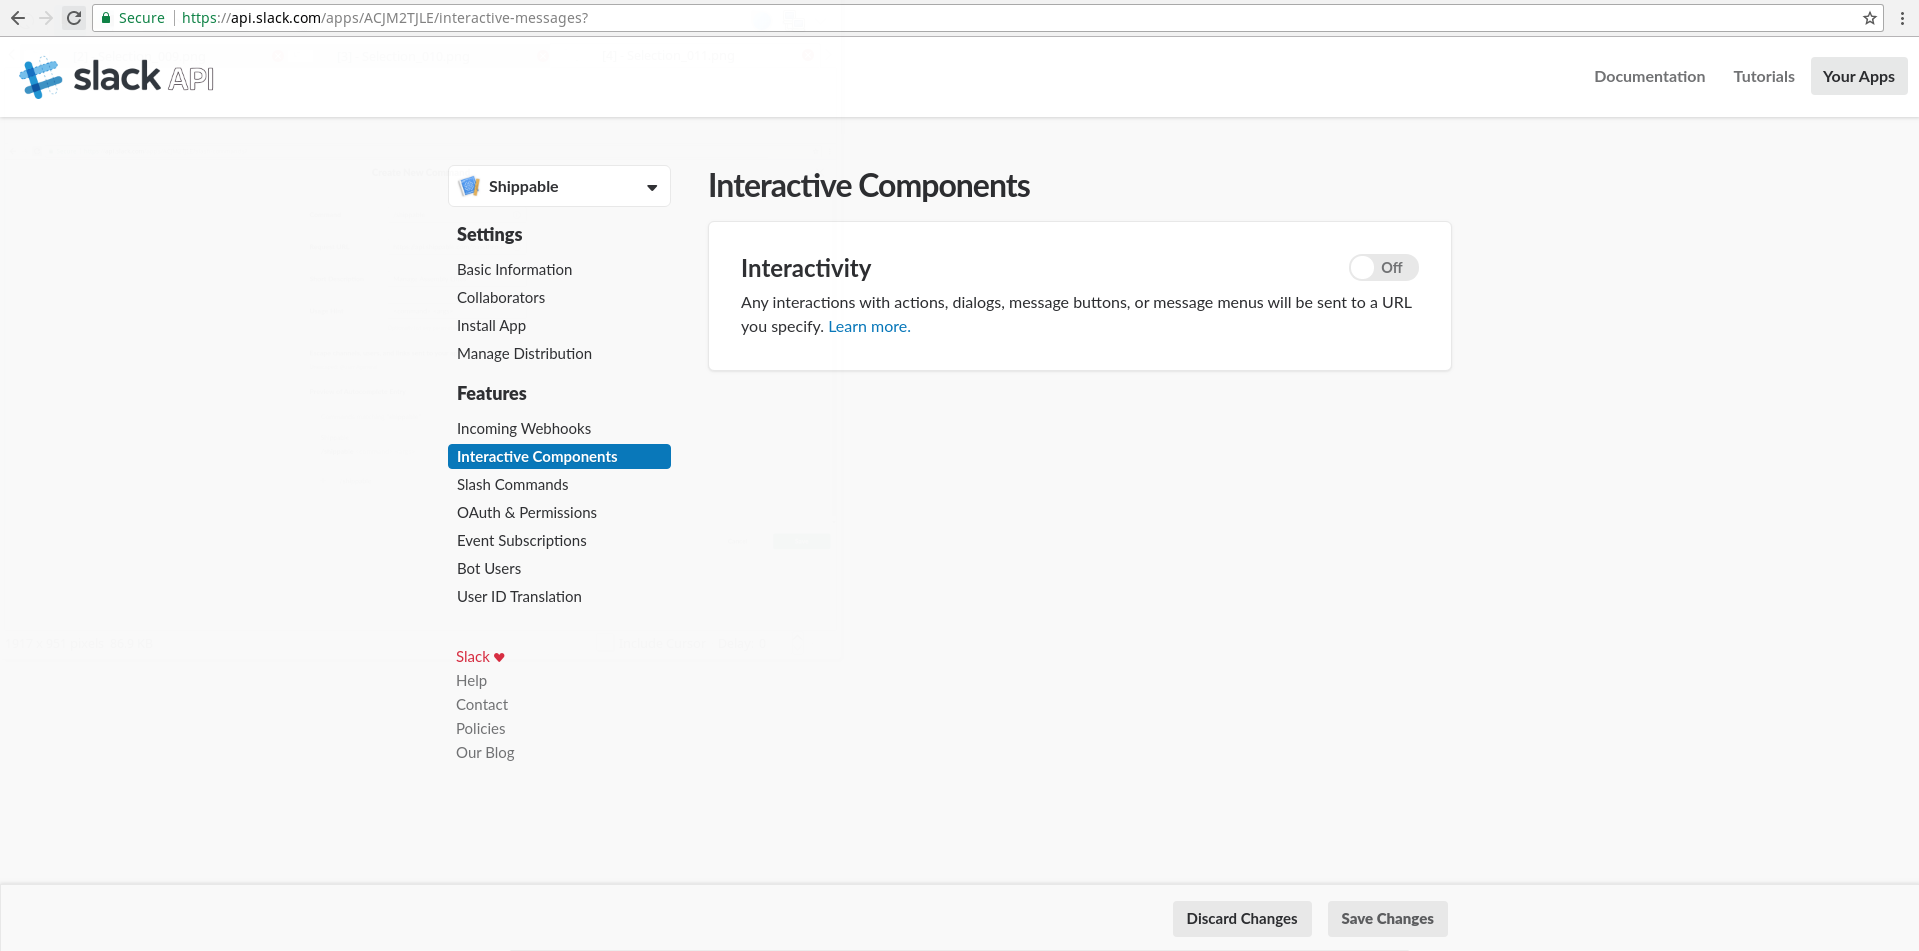 Secure https://api.slack.com/apps/ACJM2TJLE/interactive-messages?
slack API
Documentation Tutorials Your Apps
Shippable
Settings
Basic Information
Collaborators
Install App
Manage Distribution
Features
Incoming Webhooks
Interactive Components
Slash Commands
OAuth & Permissions
Event Subscriptions
Bot Users
User ID Translation
Slack ♥
Help
Contact
Policies
Our Blog
Interactive Components
Interactivity Off
Any interactions with actions, dialogs, message buttons, or message menus will be sent to a URL
you specify. Learn more.
Discard Changes Save Changes